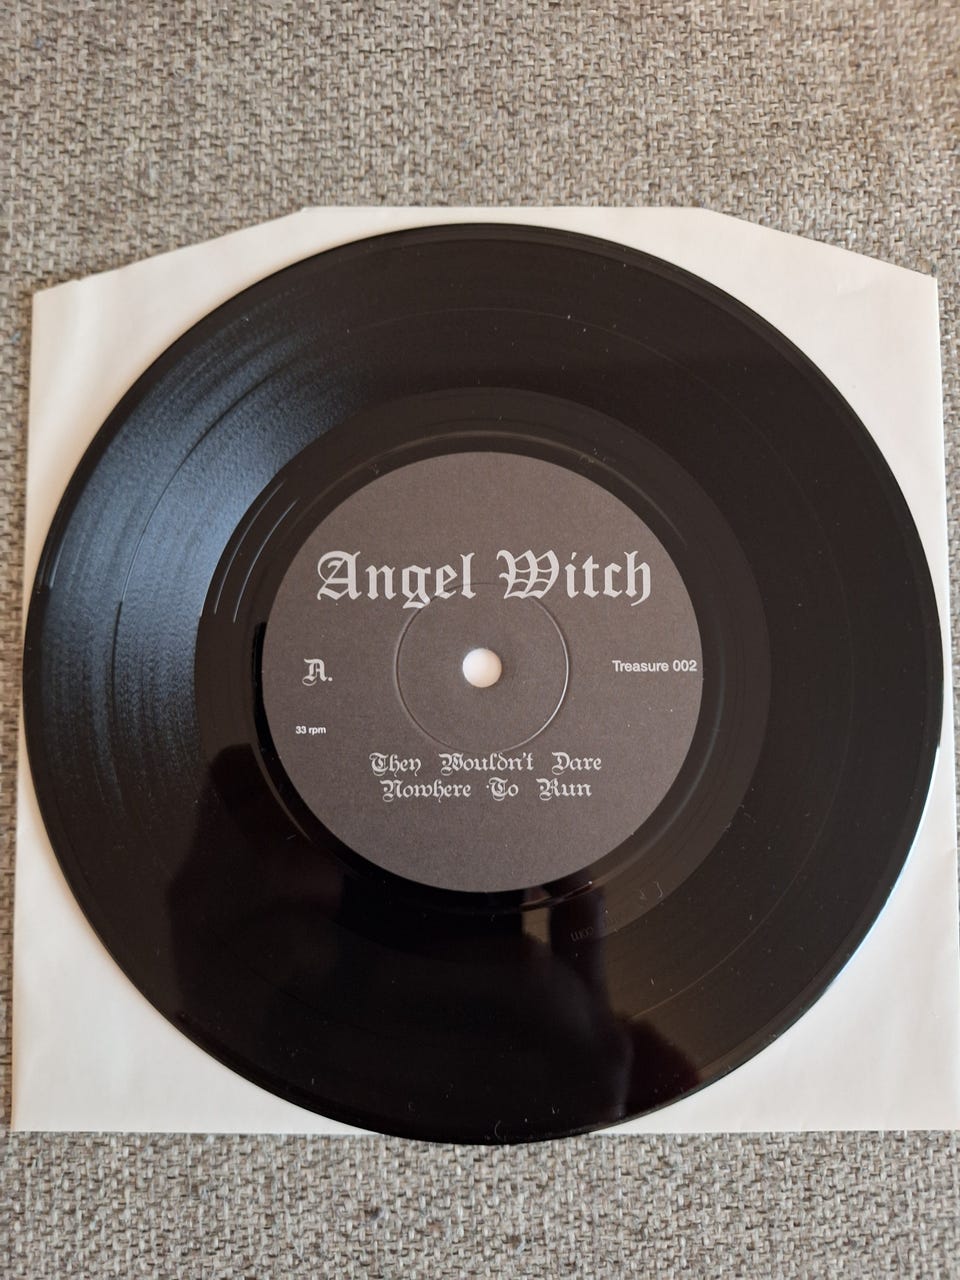 Angel Witch
A.
Treasure 002
33 rpm
They Wouldn't Dare
Nowhere To Run